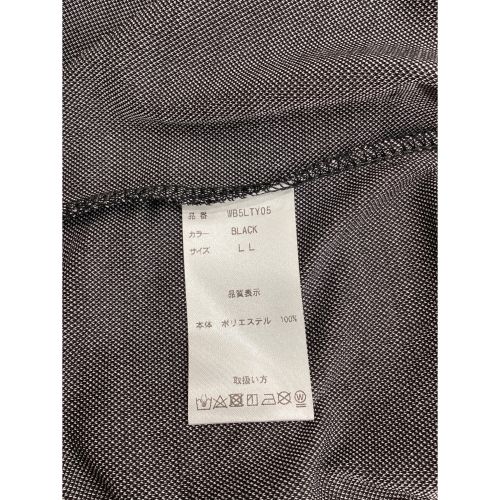 品 番 WB5LTY05
カラー BLACK
サイズ L L
品質表示
本体 ポリエステル 100%
取扱い方
W